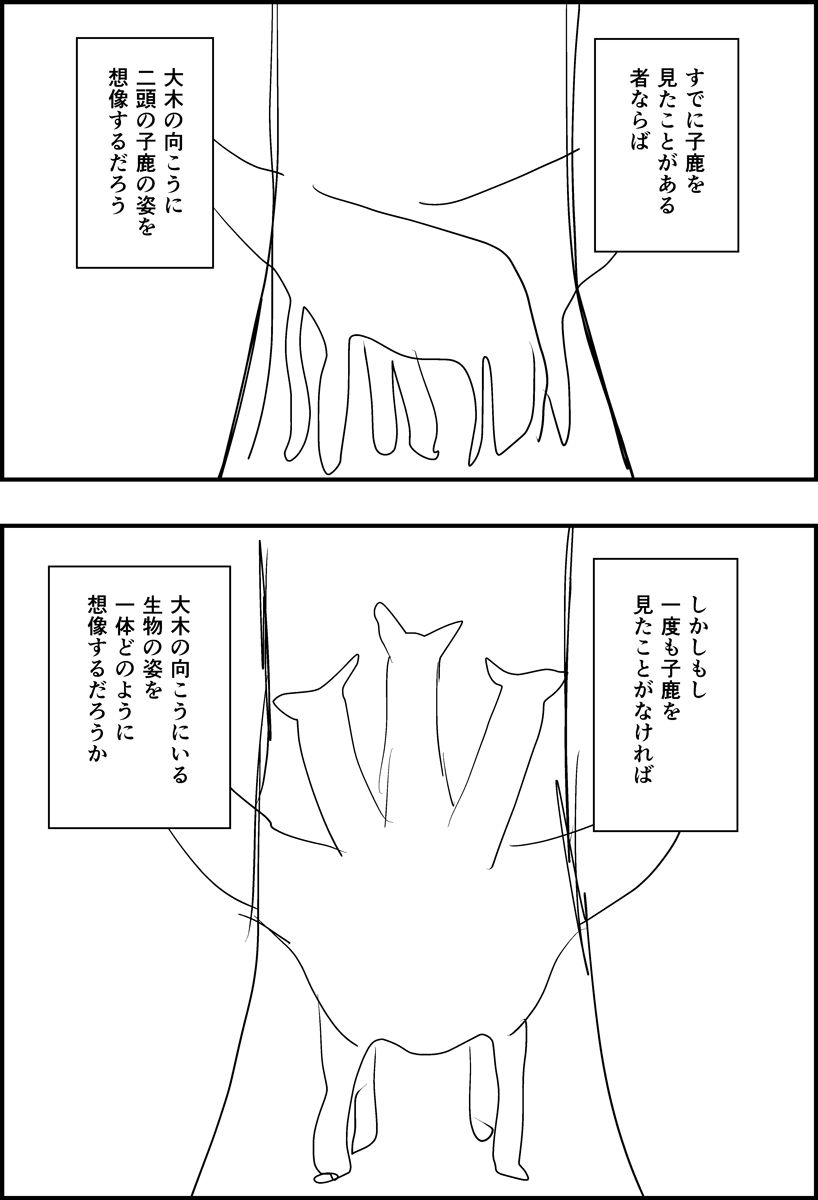 すでに子鹿を
見たことがある
者ならば
大木の向こうに
二頭の子鹿の姿を
想像するだろう
しかしもし
一度も子鹿を
見たことがなければ
大木の向こうにいる
生物の姿を
一体どのように
想像するだろうか